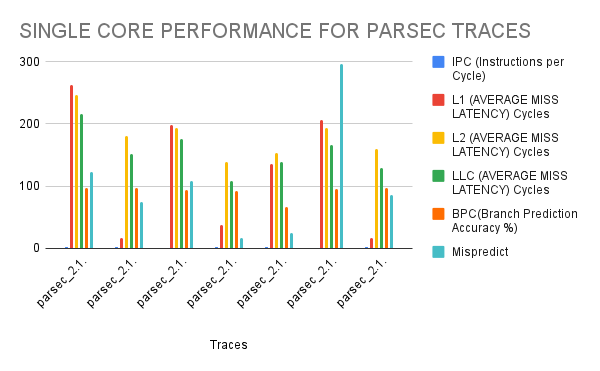 SINGLE CORE PERFORMANCE FOR PARSEC TRACES
300
200
100
0
parsec_2.1.
parsec_2.1.
parsec_2.1.
parsec_2.1.
parsec_2.1.
parsec_2.1.
parsec_2.1.
Traces
IPC (Instructions per
Cycle)
L1 (AVERAGE MISS
LATENCY) Cycles
L2 (AVERAGE MISS
LATENCY) Cycles
LLC (AVERAGE MISS
LATENCY) Cycles
BPC(Branch Prediction
Accuracy %)
Mispredict